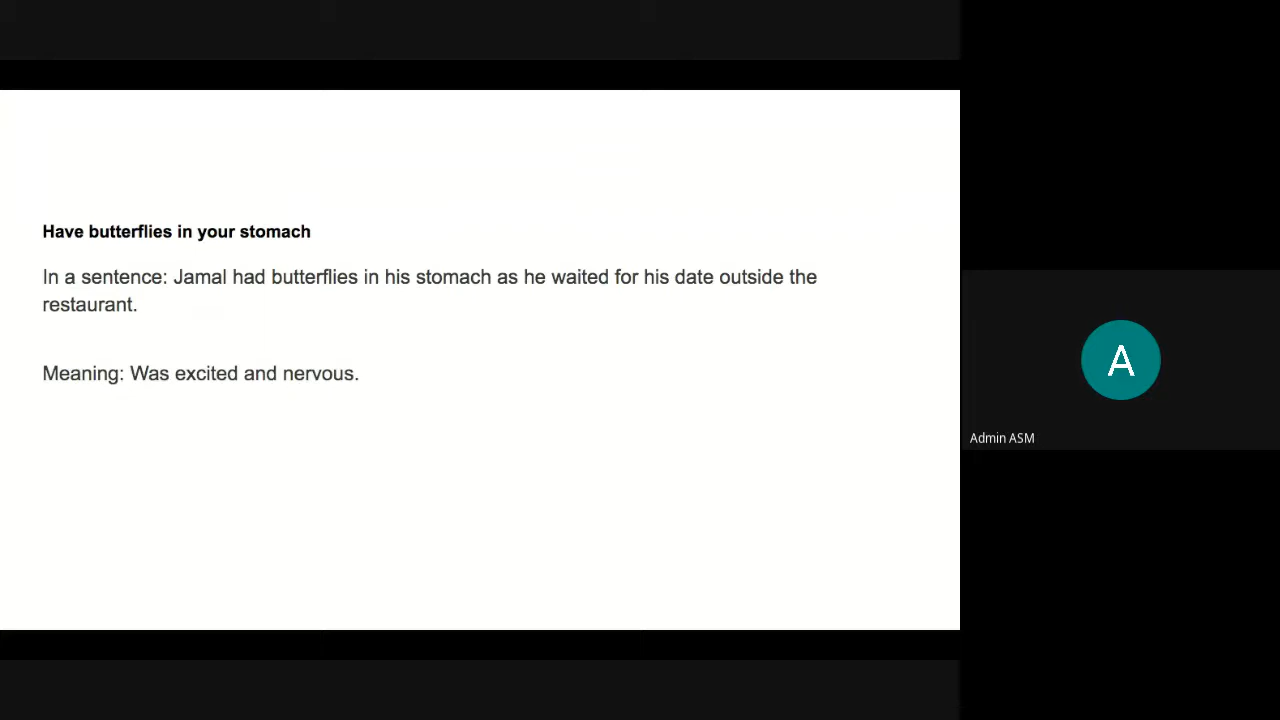 Have butterflies in your stomach
In a sentence: Jamal had butterflies in his stomach as he waited for his date outside the
restaurant.
Meaning: Was excited and nervous.
A
Admin ASM